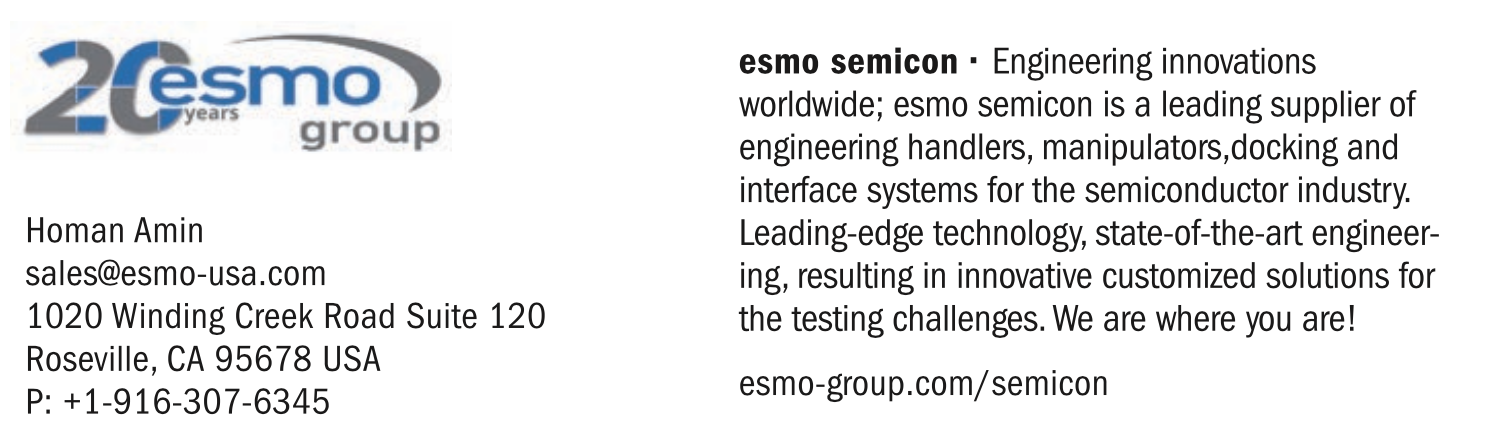 20 years esmo
group
Homan Amin
sales@esmo-usa.com
1020 Winding Creek Road Suite 120
Roseville, CA 95678 USA
P: +1-916-307-6345
esmo semicon · Engineering innovations
worldwide; esmo semicon is a leading supplier of
engineering handlers, manipulators,docking and
interface systems for the semiconductor industry.
Leading-edge technology, state-of-the-art engineer-
ing, resulting in innovative customized solutions for
the testing challenges. We are where you are!
esmo-group.com/semicon